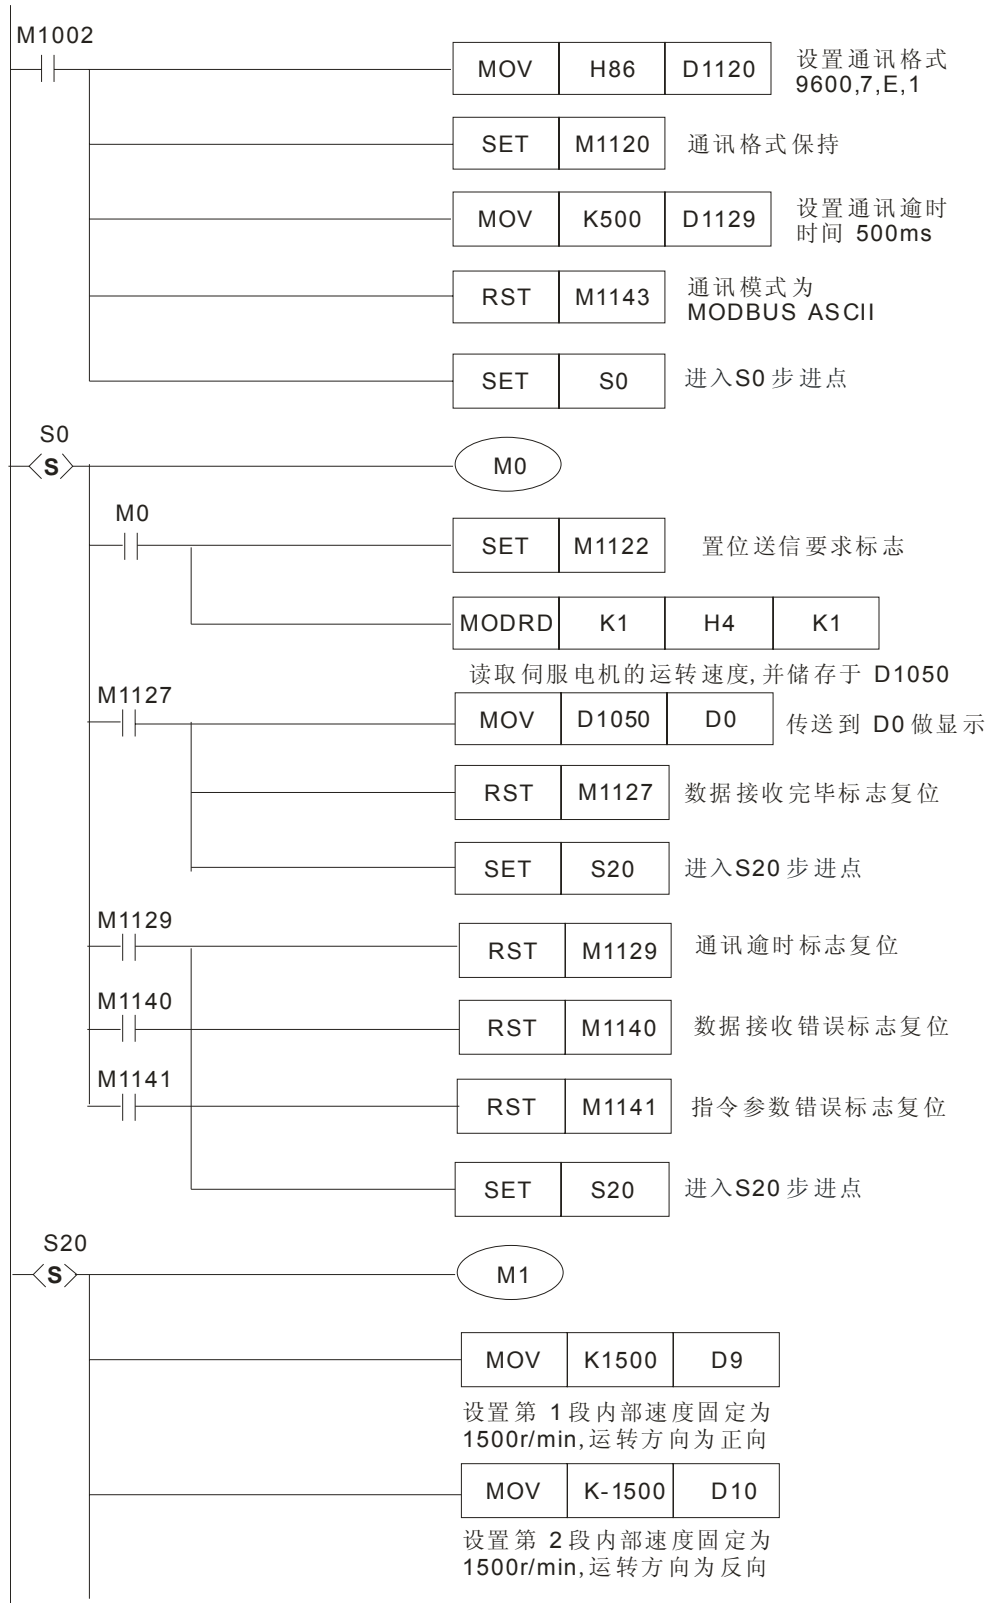 M1002
MOV H86 D1120 设置通讯格式
9600,7,E,1
SET M1120 通讯格式保持
MOV K500 D1129 设置通讯逾时
时间 500ms
RST M1143 通讯模式为
MODBUS ASCII
SET S0 进入S0步进点
S0
S
M0
M0
SET M1122 置位送信要求标志
MODRD K1 H4 K1
读取伺服电机的运转速度,并储存于 D1050
M1127
MOV D1050 D0 传送到 D0做显示
RST M1127 数据接收完毕标志复位
SET S20 进入S20步进点
M1129
RST M1129 通讯逾时标志复位
M1140
RST M1140 数据接收错误标志复位
M1141
RST M1141 指令参数错误标志复位
SET S20 进入S20步进点
S20
S
M1
MOV K1500 D9
设置第 1段内部速度固定为
1500r/min,运转方向为正向
MOV K-1500 D10
设置第 2段内部速度固定为
1500r/min,运转方向为反向